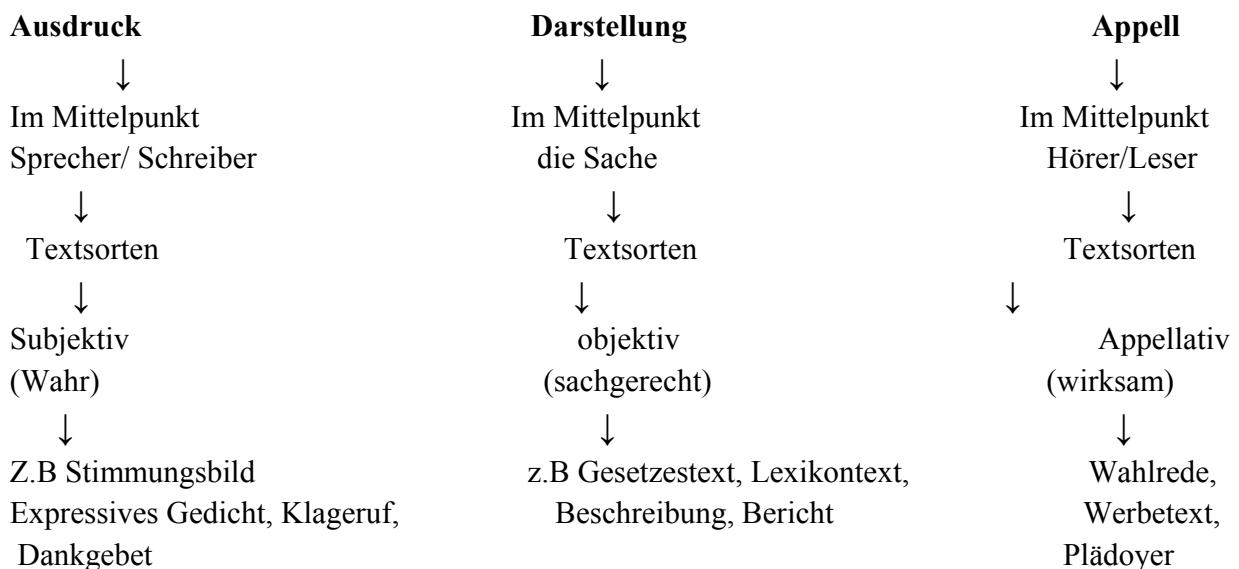 Ausdruck Darstellung Appell
↓ ↓ ↓
Im Mittelpunkt Im Mittelpunkt Im Mittelpunkt
Sprecher/ Schreiber die Sache Hörer/Leser
↓ ↓ ↓
Textsorten Textsorten Textsorten
↓ ↓ ↓
Subjektiv objektiv Appellativ
(Wahr) (sachgerecht) (wirksam)
↓ ↓ ↓
Z.B Stimmungsbild z.B Gesetzestext, Lexikontext, Wahlrede,
Expressives Gedicht, Klageruf, Beschreibung, Bericht Werbetext,
Dankgebet Plädoyer